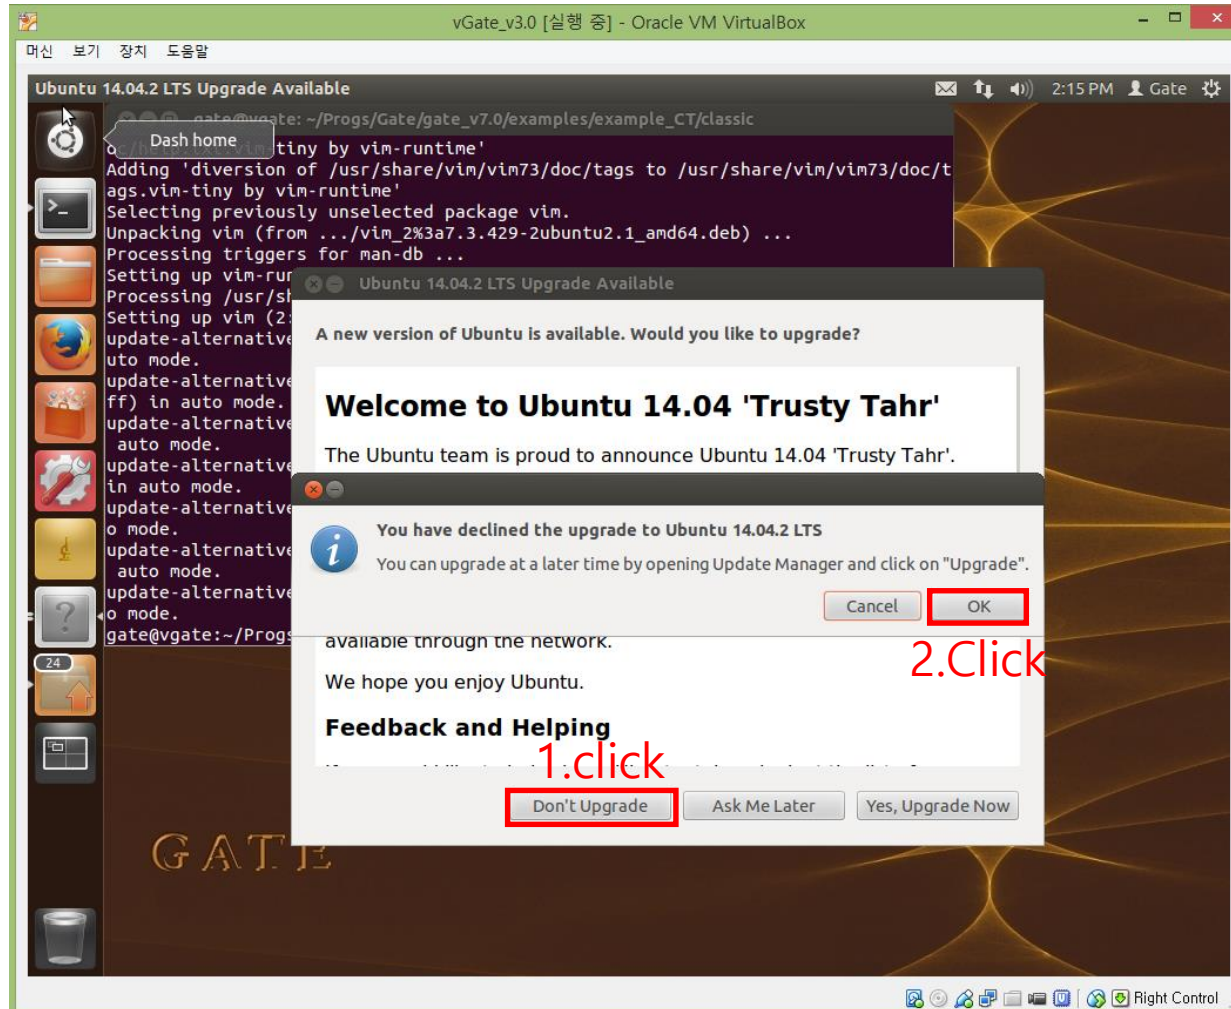 vGate_v3.0 [실행 중] - Oracle VM VirtualBox
머신 보기 장치 도움말
Ubuntu 14.04.2 LTS Upgrade Available
2:15 PM Gate
gate@vgate: ~/Progs/Gate/gate_v7.0/examples/example_CT/classic
Dash home
tiny by vim-runtime'
Adding 'diversion of /usr/share/vim/vim73/doc/tags to /usr/share/vim/vim73/doc/t
ags.vim-tiny by vim-runtime'
Selecting previously unselected package vim.
Unpacking vim (from .../vim_2%3a7.3.429-2ubuntu2.1_amd64.deb) ...
Processing triggers for man-db ...
Setting up vim-run
Processing /usr/sh
Setting up vim (2:
update-alternative
uto mode.
update-alternative
ff) in auto mode.
update-alternative
auto mode.
update-alternative
in auto mode.
update-alternative
o mode.
update-alternative
auto mode.
update-alternative
o mode.
gate@vgate:~/Progs
24
Ubuntu 14.04.2 LTS Upgrade Available
A new version of Ubuntu is available. Would you like to upgrade?
Welcome to Ubuntu 14.04 'Trusty Tahr'
The Ubuntu team is proud to announce Ubuntu 14.04 'Trusty Tahr'.
You have declined the upgrade to Ubuntu 14.04.2 LTS
You can upgrade at a later time by opening Update Manager and click on "Upgrade".
Cancel OK
2.Click
available through the network.
We hope you enjoy Ubuntu.
Feedback and Helping
1.click
Don't Upgrade Ask Me Later Yes, Upgrade Now
GATE
Right Control